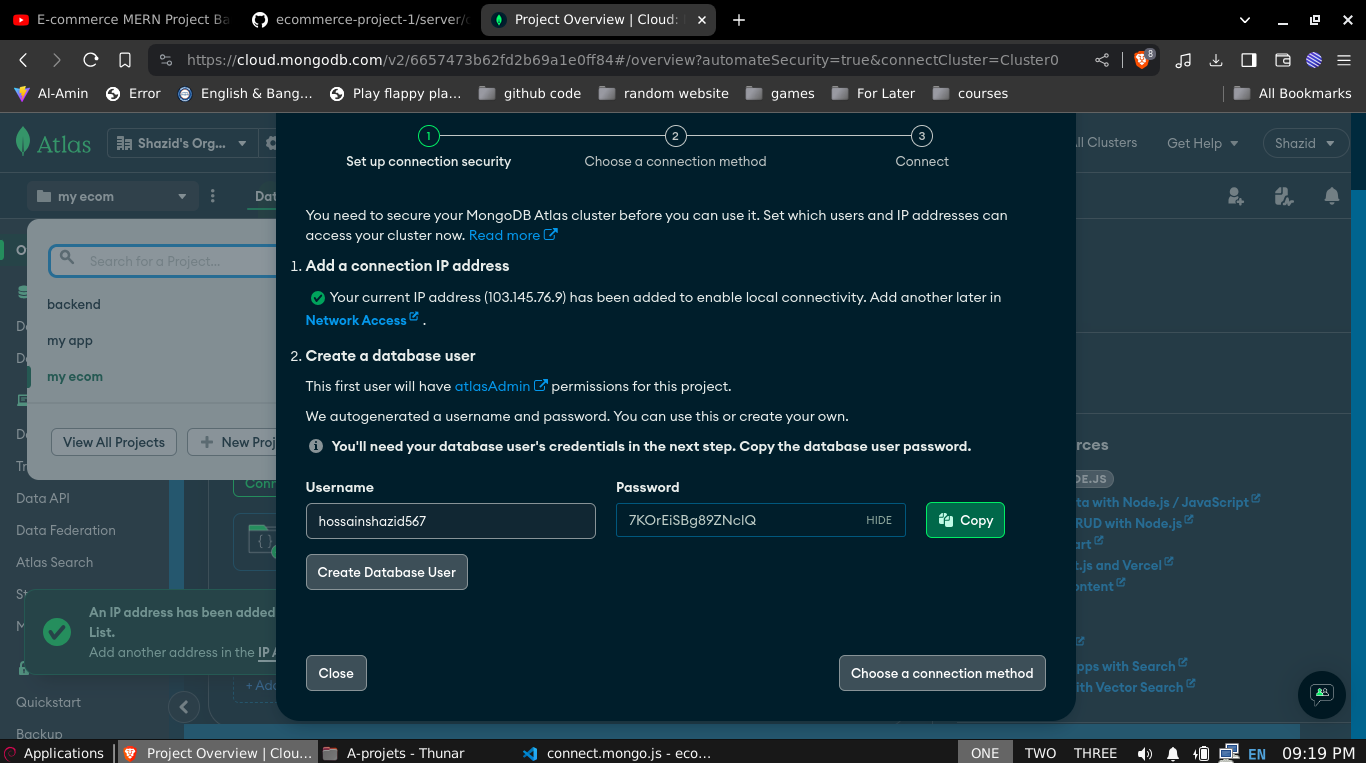 E-commerce MERN Project Ba
ecommerce-project-1/server/c
Project Overview | Cloud:
https://cloud.mongodb.com/v2/6657473b62fd2b69a1e0ff84#/overview?automateSecurity=true&connectCluster=Cluster0
8
Al-Amin
Error
English & Bang...
Play flappy pla...
github code
random website
games
For Later
courses
All Bookmarks
Atlas
Shazid's Org...
All Clusters
Get Help
Shazid
my ecom
Dat
Search for a Project...
backend
my app
my ecom
View All Projects
New Proj
Data API
Data Federation
Atlas Search
An IP address has been added
List.
Add another address in the IP A
+ Add
Quickstart
Backup
1
2
3
Set up connection security
Choose a connection method
Connect
You need to secure your MongoDB Atlas cluster before you can use it. Set which users and IP addresses can
access your cluster now. Read more
1. Add a connection IP address
Your current IP address (103.145.76.9) has been added to enable local connectivity. Add another later in
Network Access .
2. Create a database user
This first user will have atlasAdmin permissions for this project.
We autogenerated a username and password. You can use this or create your own.
You'll need your database user's credentials in the next step. Copy the database user password.
Username
Password
hossainshazid567
7KOrEiSBg89ZNclQ
HIDE
Copy
Create Database User
Close
Choose a connection method
rces
DE.JS
ta with Node.js / JavaScript
RUD with Node.js
art
t.js and Vercel
ontent
pps with Search
ith Vector Search
Applications
Project Overview | Clou...
A-projets - Thunar
connect.mongo.js - eco...
ONE
TWO
THREE
EN
09:19 PM